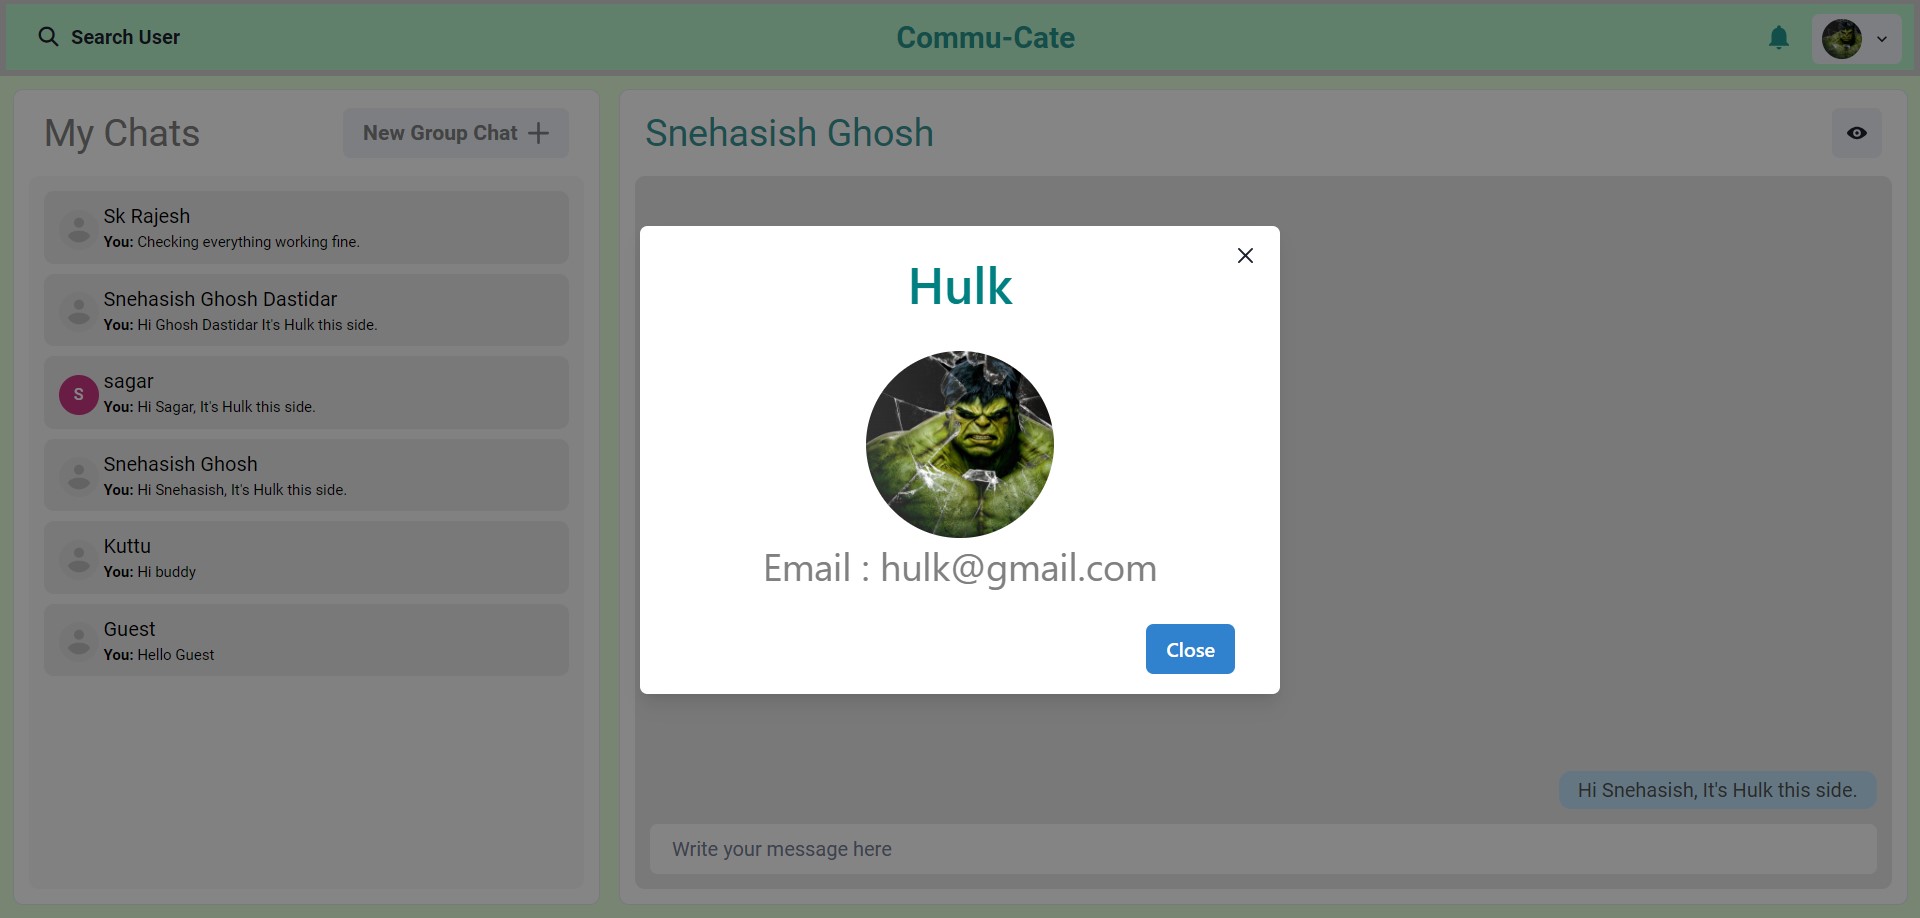 Search User
Commu-Cate
My Chats
New Group Chat
Sk Rajesh
You: Checking everything working fine.
Snehasish Ghosh Dastidar
You: Hi Ghosh Dastidar It's Hulk this side.
S
sagar
You: Hi Sagar, It's Hulk this side.
Snehasish Ghosh
You: Hi Snehasish, It's Hulk this side.
Kuttu
You: Hi buddy
Guest
You: Hello Guest
Snehasish Ghosh
Hulk
Email : hulk@gmail.com
Close
Hi Snehasish, It's Hulk this side.
Write your message here